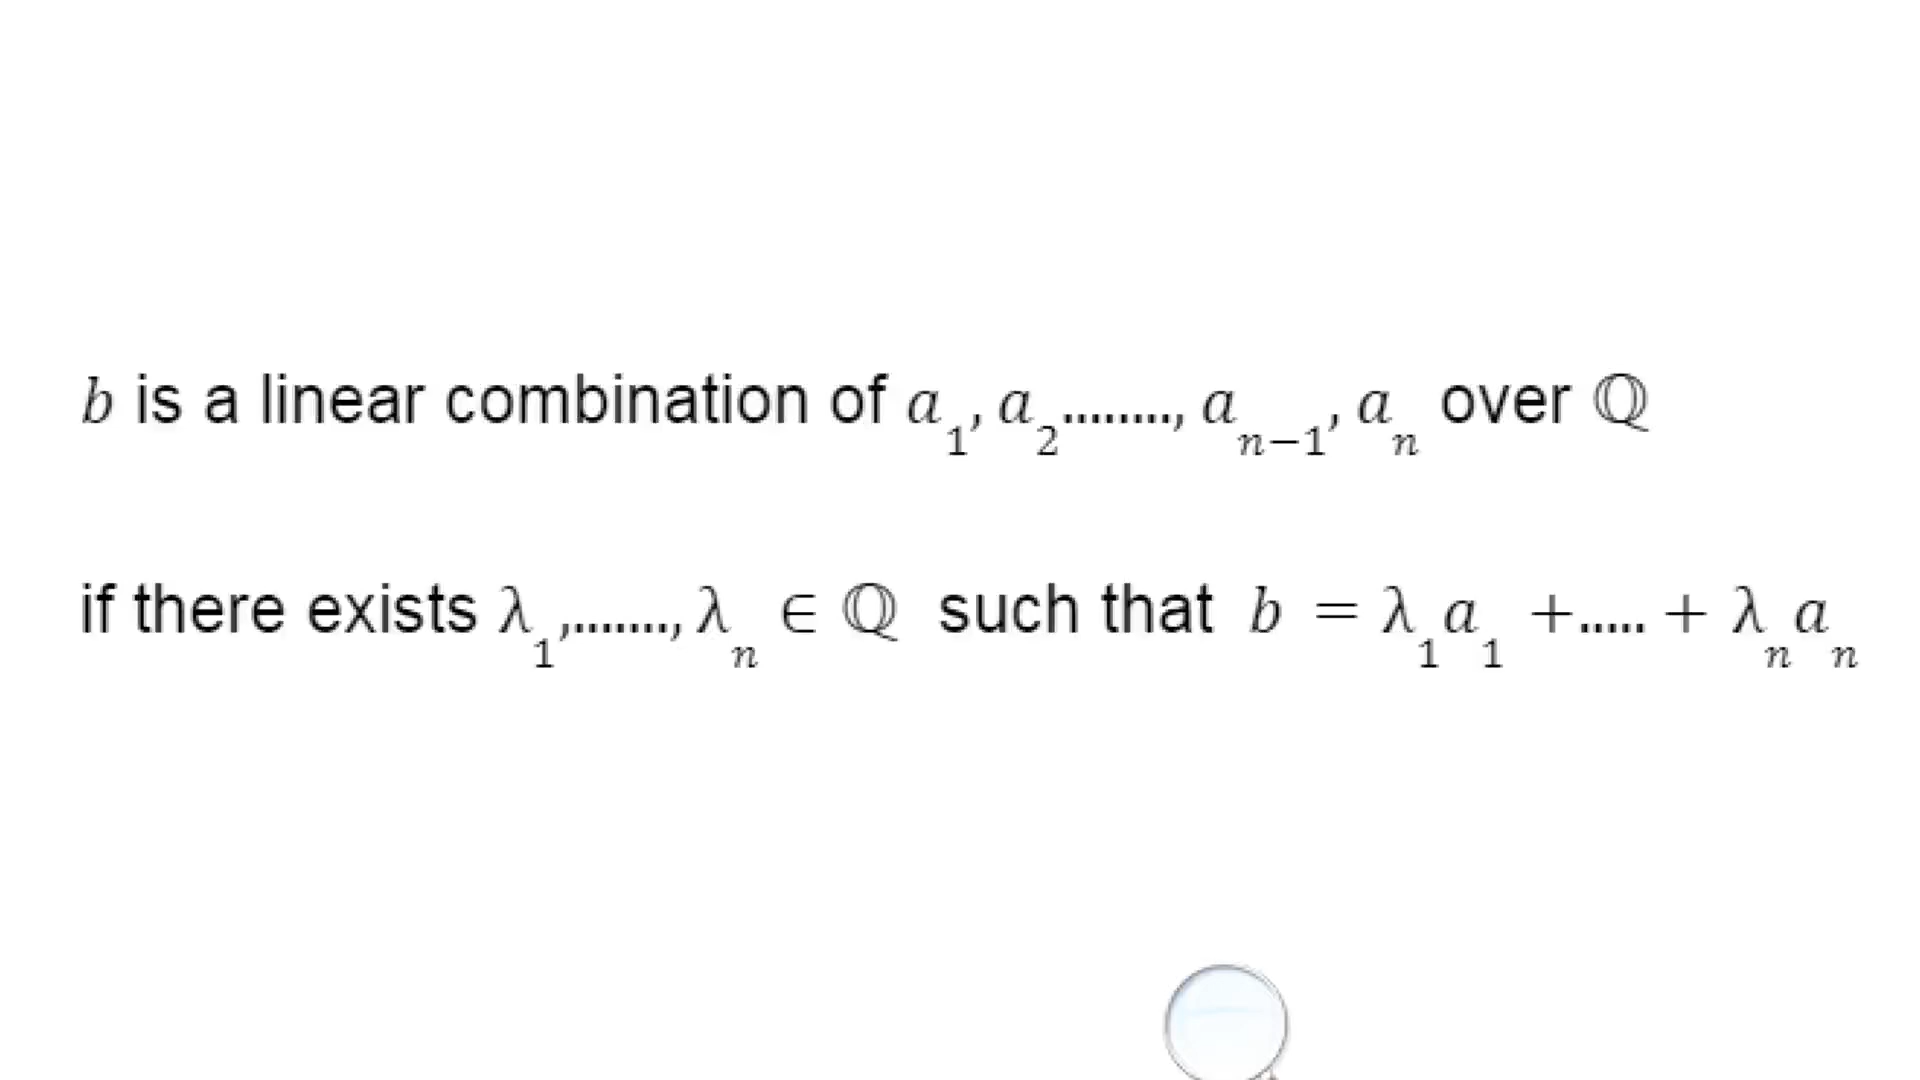 b is a linear combination of a₁, a₂........., aₙ₋₁, aₙ over ℚ
if there exists λ₁,........, λₙ ∈ ℚ such that b = λ₁a₁ +..... + λₙaₙ